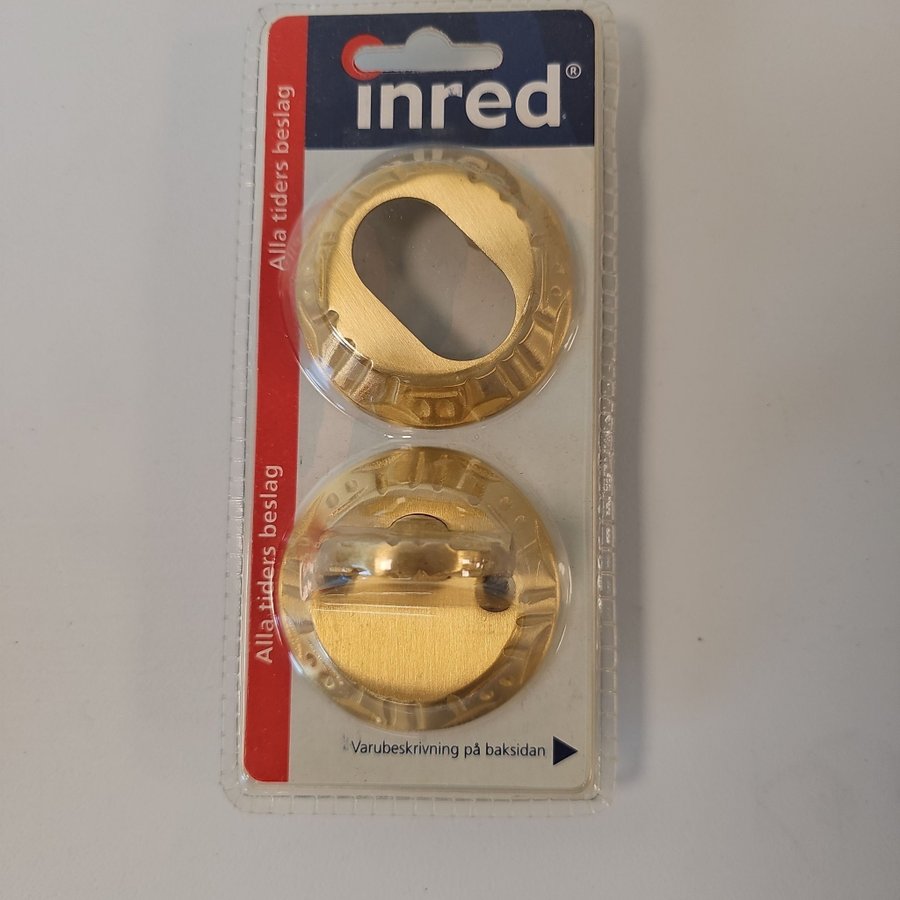 inred®
Alla tiders beslag
Alla tiders beslag
Varubeskrivning på baksidan